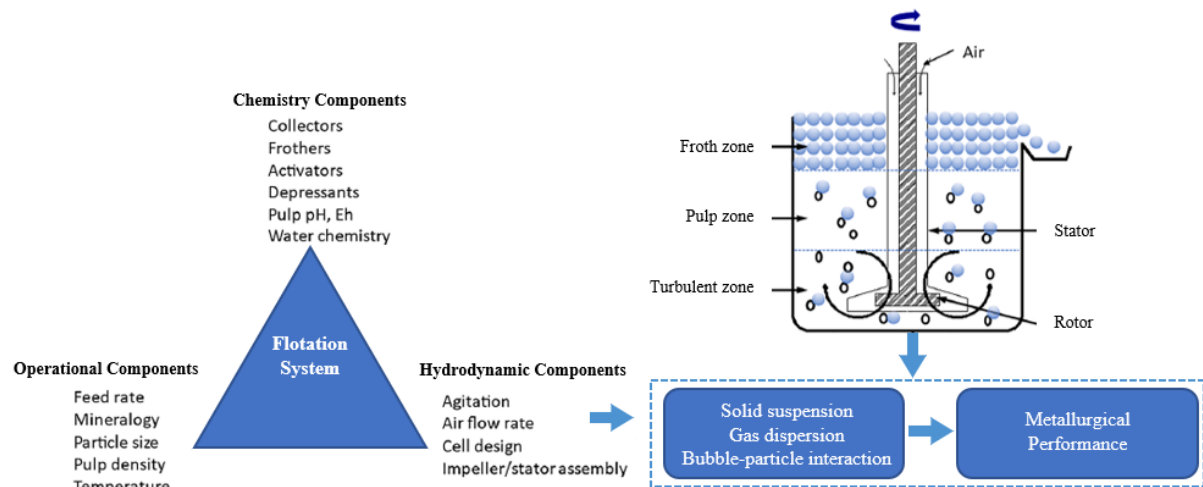 Chemistry Components
Collectors
Frothers
Activators
Depressants
Pulp pH, Eh
Water chemistry
Flotation
System
Operational Components
Feed rate
Mineralogy
Particle size
Pulp density
Temperature
Hydrodynamic Components
Agitation
Air flow rate
Cell design
Impeller/stator assembly
Air
Froth zone
Pulp zone
Stator
Turbulent zone
Rotor
Solid suspension
Gas dispersion
Bubble-particle interaction
Metallurgical
Performance